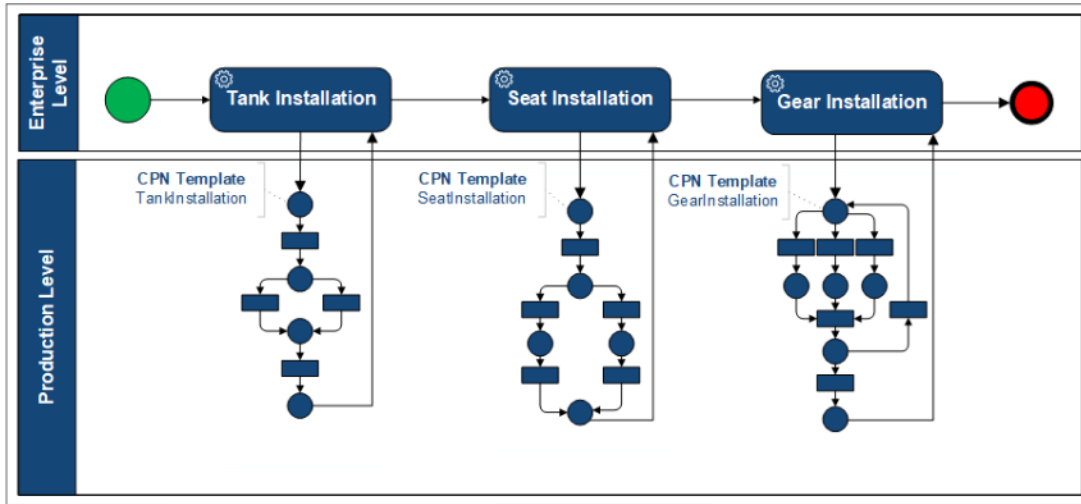 Enterprise
Level
Tank Installation
Seat Installation
Gear Installation
Production Level
CPN Template
TankInstallation
CPN Template
SeatInstallation
CPN Template
GearInstallation